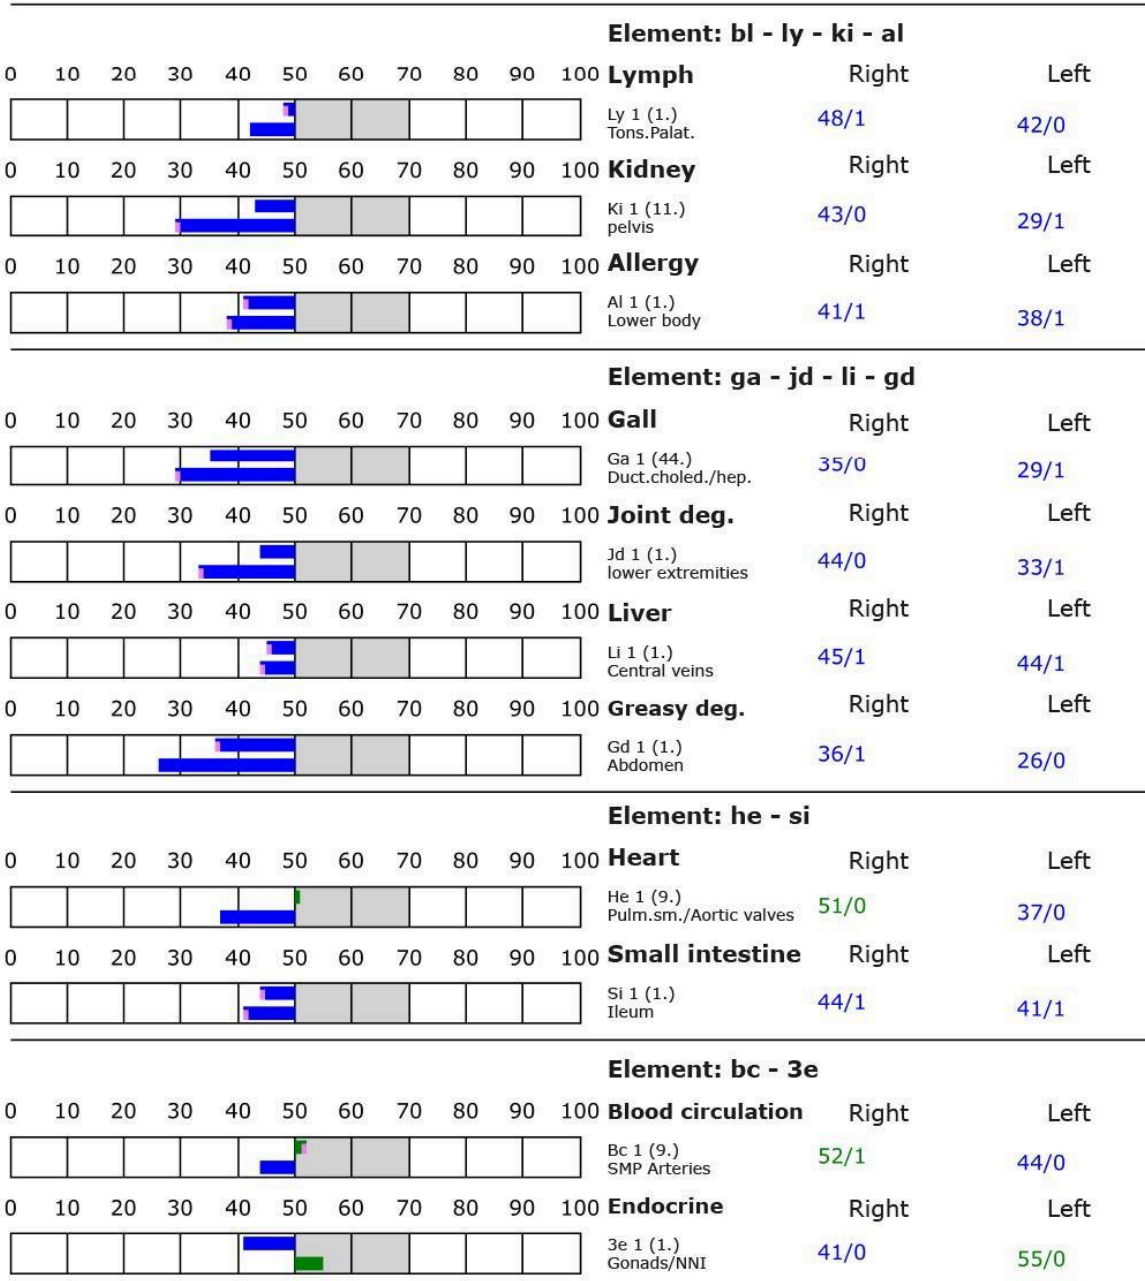 Element: bl - ly - ki - al
0 10 20 30 40 50 60 70 80 90 100 Lymph Right Left
Ly 1 (1.) 48/1 42/0
Tons.Palat.
0 10 20 30 40 50 60 70 80 90 100 Kidney Right Left
Ki 1 (11.) 43/0 29/1
pelvis
0 10 20 30 40 50 60 70 80 90 100 Allergy Right Left
Al 1 (1.) 41/1 38/1
Lower body
Element: ga - jd - li - gd
0 10 20 30 40 50 60 70 80 90 100 Gall Right Left
Ga 1 (44.) 35/0 29/1
Duct.choled./hep.
0 10 20 30 40 50 60 70 80 90 100 Joint deg. Right Left
Jd 1 (1.) 44/0 33/1
lower extremities
0 10 20 30 40 50 60 70 80 90 100 Liver Right Left
Li 1 (1.) 45/1 44/1
Central veins
0 10 20 30 40 50 60 70 80 90 100 Greasy deg. Right Left
Gd 1 (1.) 36/1 26/0
Abdomen
Element: he - si
0 10 20 30 40 50 60 70 80 90 100 Heart Right Left
He 1 (9.) 51/0 37/0
Pulm.sm./Aortic valves
0 10 20 30 40 50 60 70 80 90 100 Small intestine Right Left
Si 1 (1.) 44/1 41/1
Ileum
Element: bc - 3e
0 10 20 30 40 50 60 70 80 90 100 Blood circulation Right Left
Bc 1 (9.) 52/1 44/0
SMP Arteries
0 10 20 30 40 50 60 70 80 90 100 Endocrine Right Left
3e 1 (1.) 41/0 55/0
Gonads/NNI